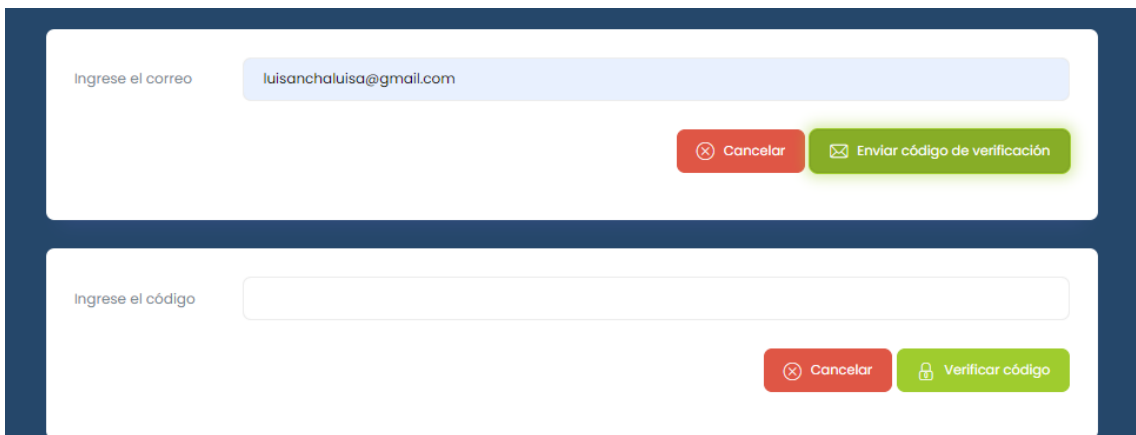 Ingrese el correo luisanchaluisa@gmail.com
Cancelar Enviar código de verificación
Ingrese el código
Cancelar Verificar código